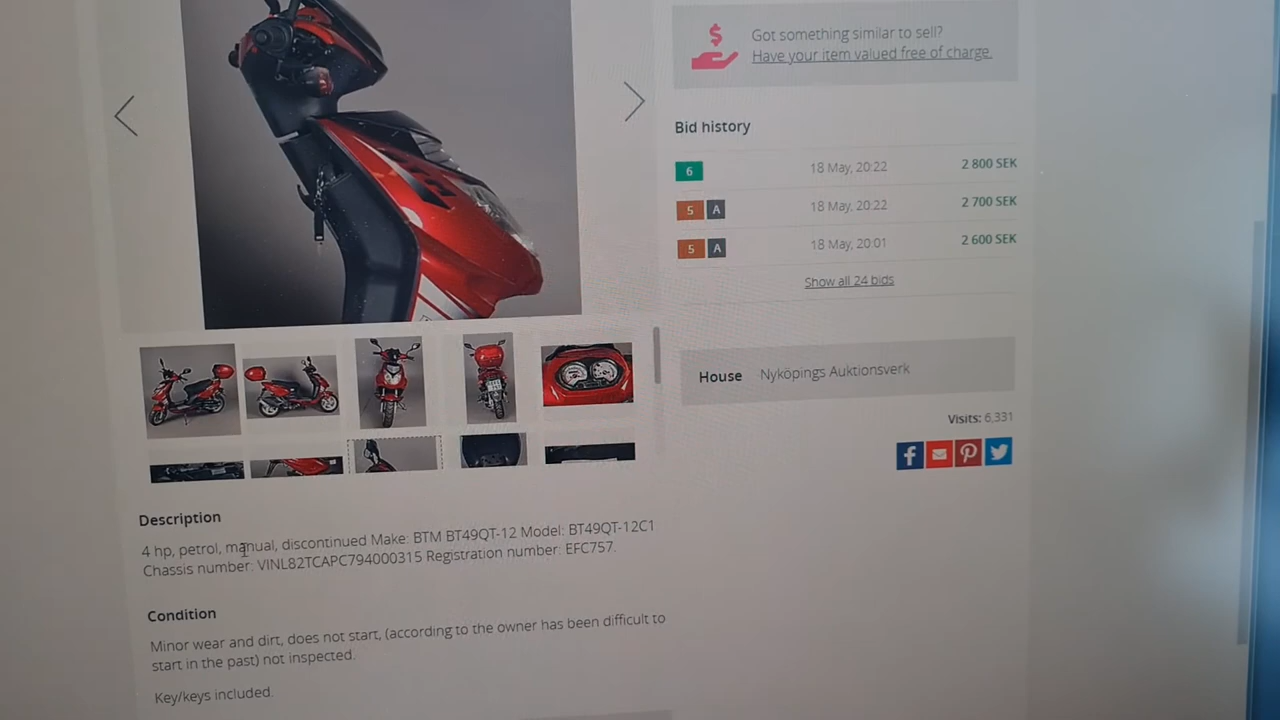 Got something similar to sell?
Have your item valued free of charge.
Bid history
6 18 May, 20:22 2 800 SEK
5 A 18 May, 20:22 2 700 SEK
5 A 18 May, 20:01 2 600 SEK
Show all 24 bids
House Nyköpings Auktionsverk
Visits: 6,331
Description
4 hp, petrol, manual, discontinued Make: BTM BT49QT-12 Model: BT49QT-12C1
Chassis number: VINL82TCAPC794000315 Registration number: EFC757.
Condition
Minor wear and dirt, does not start, (according to the owner has been difficult to
start in the past) not inspected.
Key/keys included.